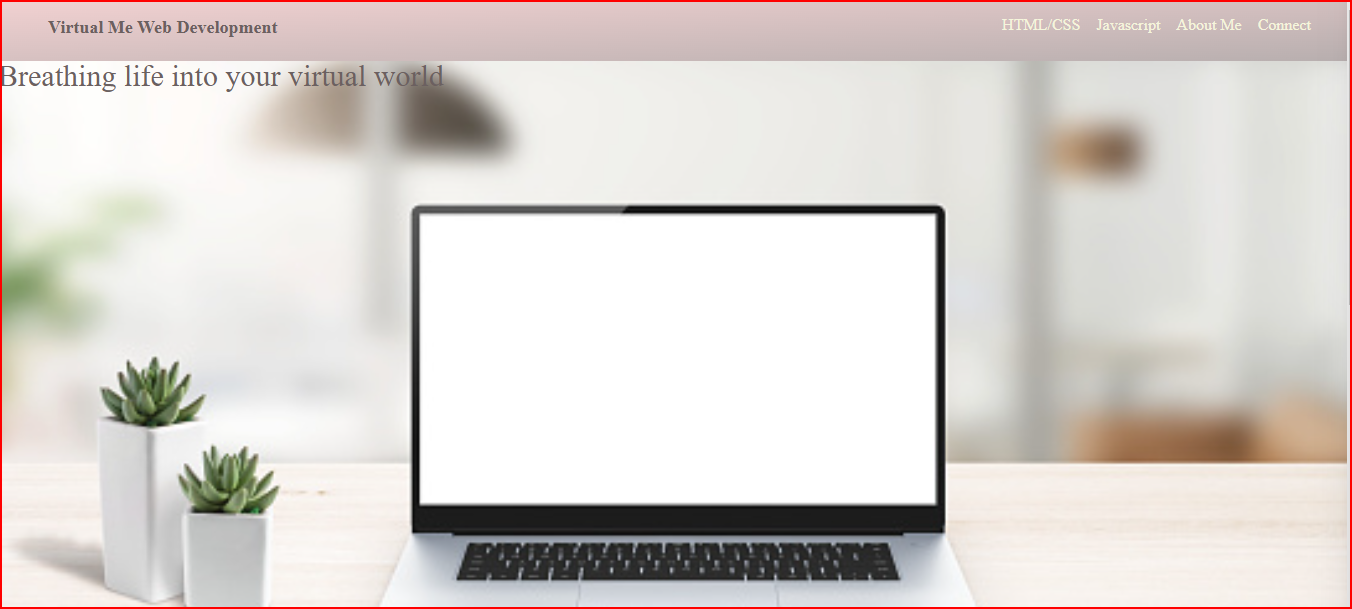 Virtual Me Web Development
HTML/CSS Javascript About Me Connect
Breathing life into your virtual world